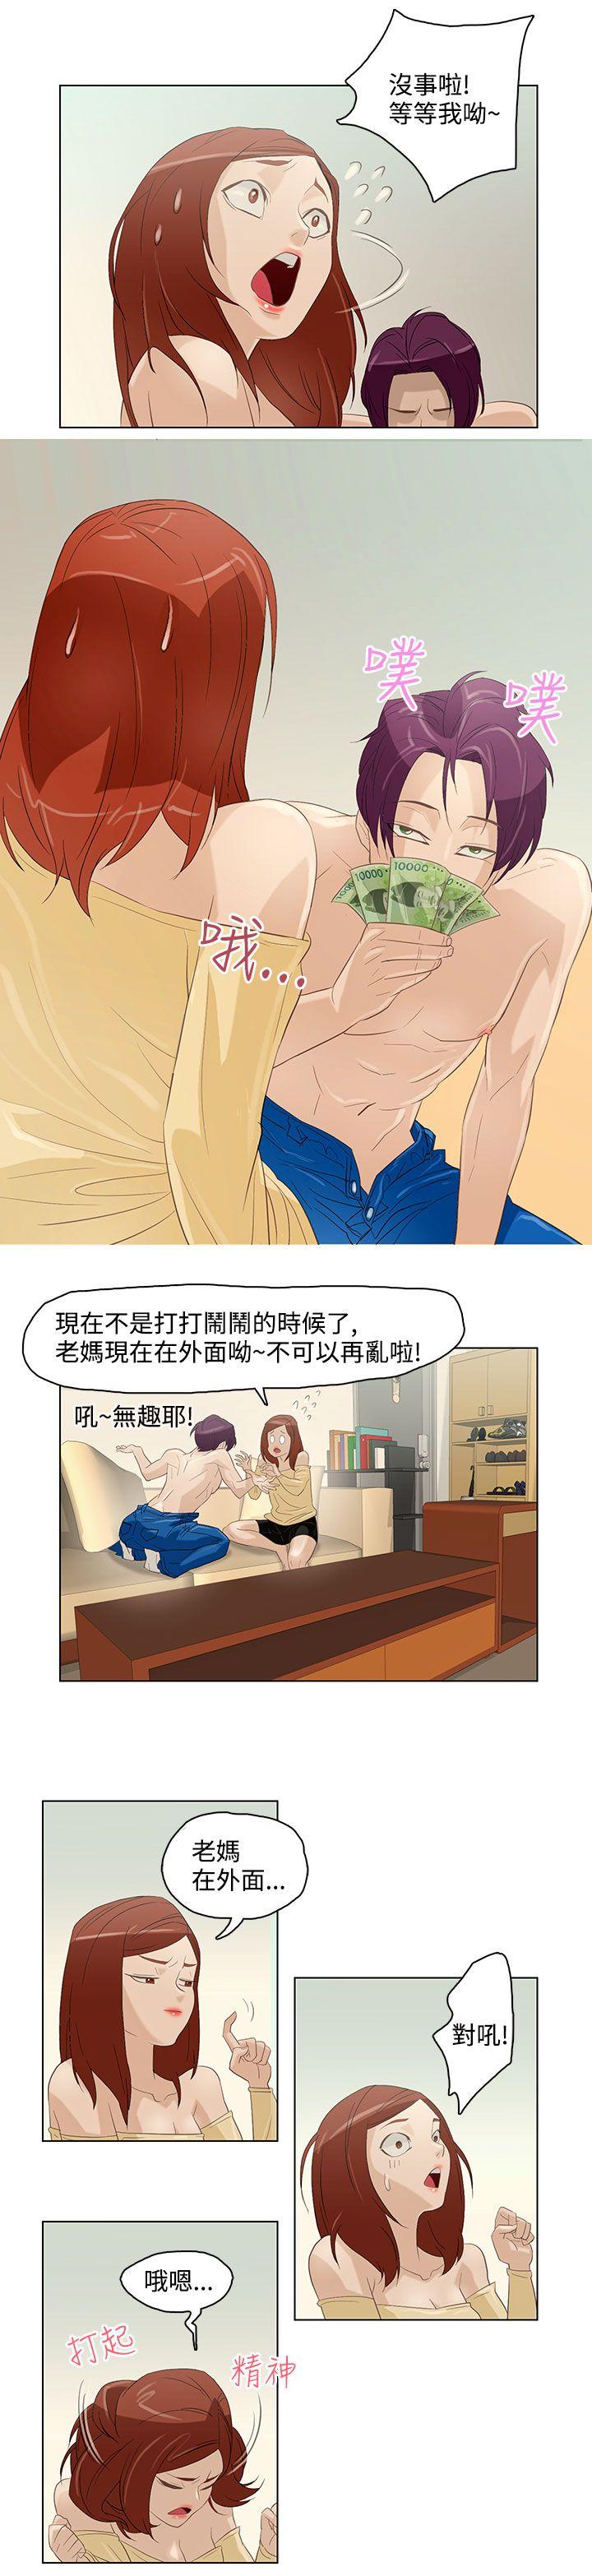 沒事啦!
等等我呦~
噗
噗
10000
10000
哦...
現在不是打打鬧鬧的時候了,
老媽現在在外面呦~不可以再亂啦!
吼~無趣耶!
老媽
在外面...
對吼!
哦嗯...
打起
精神